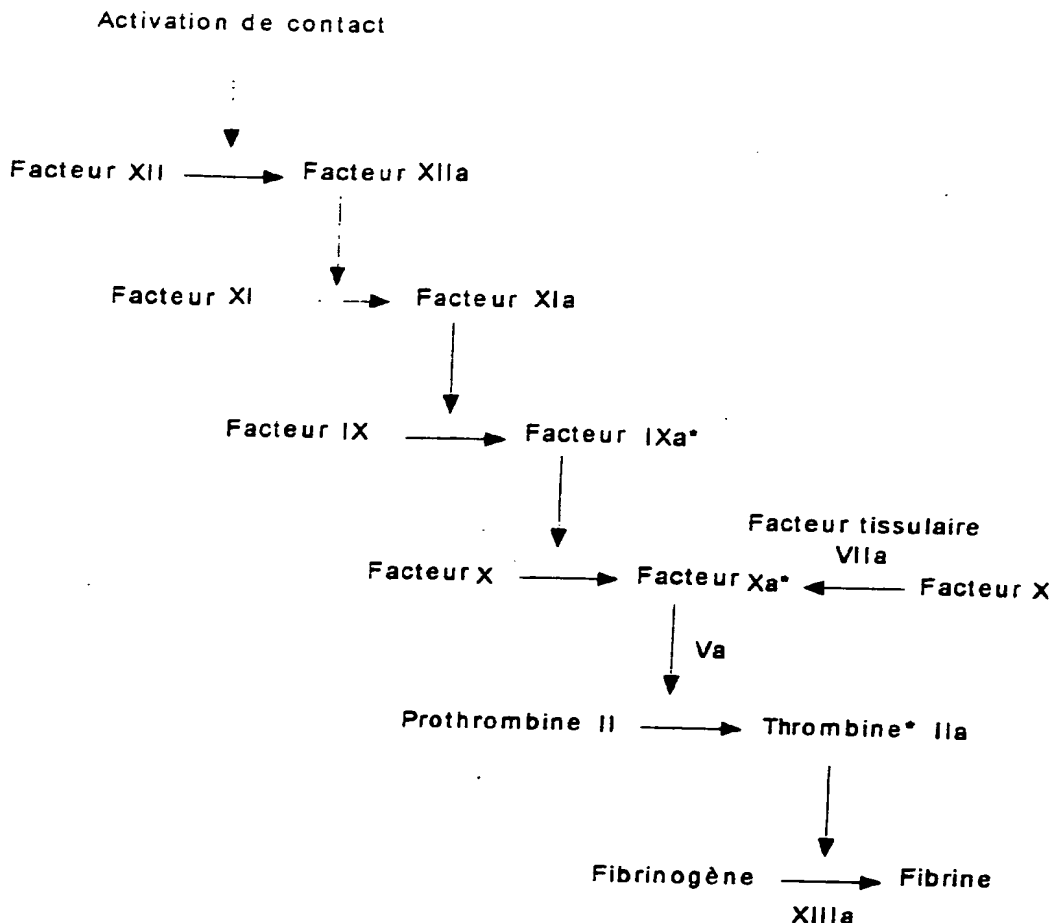 Activation de contact
Facteur XII Facteur XIIa
Facteur XI Facteur XIa
Facteur IX Facteur IXa*
Facteur tissulaire
VIIa
Facteur X Facteur Xa* Facteur X
Va
Prothrombine II Thrombine* IIa
Fibrinogène Fibrine
XIIIa